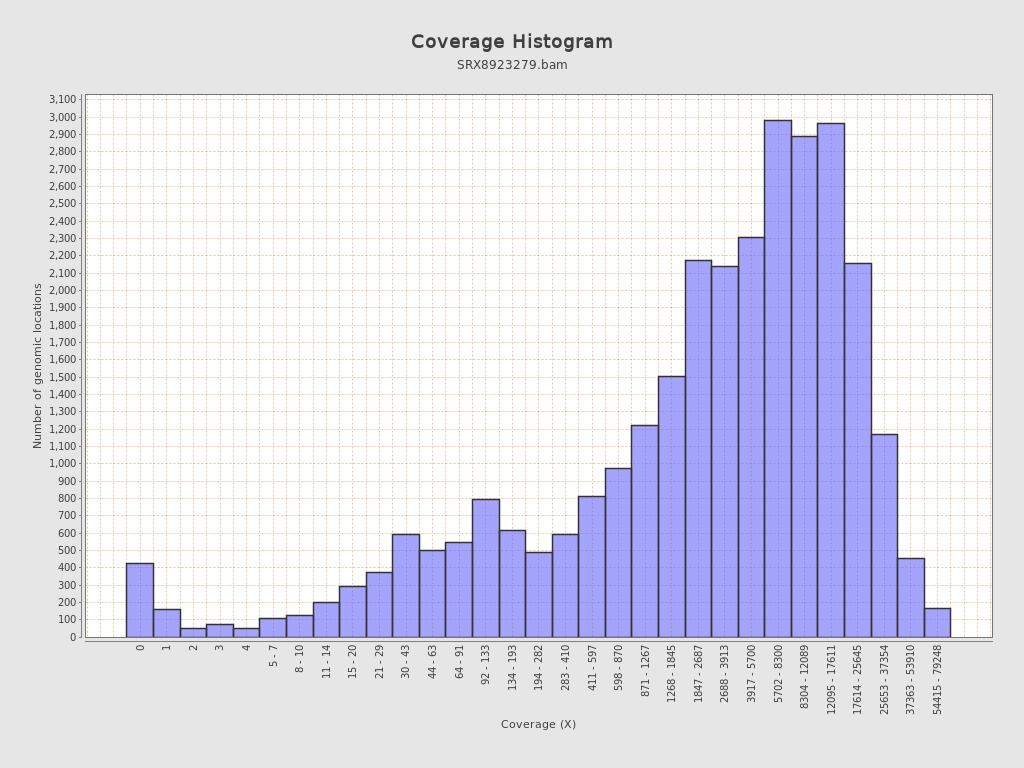 Coverage Histogram
SRX8923279.bam
Number of genomic locations
3,100
3,000
2,900
2,800
2,700
2,600
2,500
2,400
2,300
2,200
2,100
2,000
1,900
1,800
1,700
1,600
1,500
1,400
1,300
1,200
1,100
1,000
900
800
700
600
500
400
300
200
100
0
0
1
2
3
4
5 - 7
8 - 10
11 - 14
15 - 20
21 - 29
30 - 43
44 - 63
64 - 91
92 - 133
134 - 193
194 - 282
283 - 410
411 - 597
598 - 870
871 - 1267
1268 - 1845
1847 - 2687
2688 - 3913
3917 - 5700
5702 - 8300
8304 - 12089
12095 - 17611
17614 - 25645
25653 - 37354
37363 - 53910
54415 - 79248
Coverage (X)